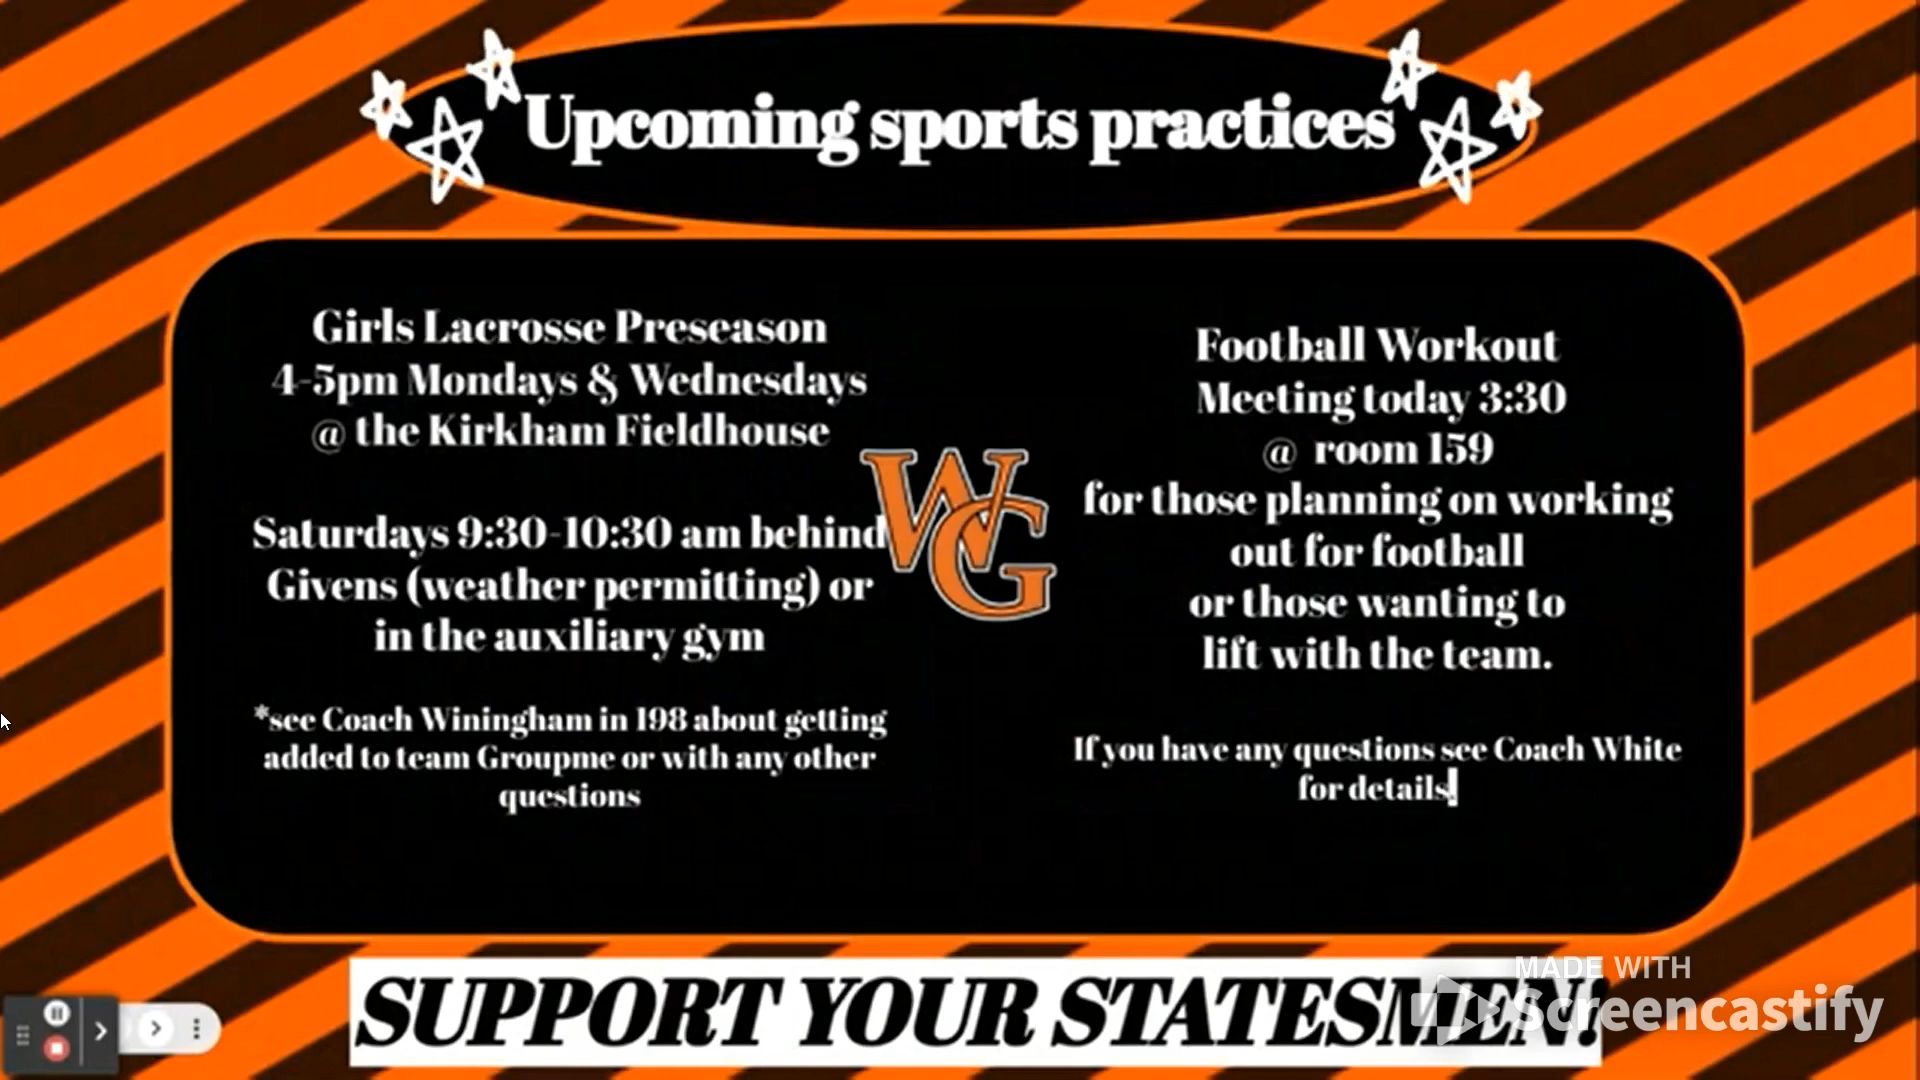 Upcoming sports practices
Girls Lacrosse Preseason
4-5pm Mondays & Wednesdays
@ the Kirkham Fieldhouse
Saturdays 9:30-10:30 am behind
Givens (weather permitting) or
in the auxiliary gym
*see Coach Winingham in 198 about getting
added to team Groupme or with any other
questions
WG
Football Workout
Meeting today 3:30
@ room 159
for those planning on working
out for football
or those wanting to
lift with the team.
If you have any questions see Coach White
for details!
SUPPORT YOUR STATESMEN!
MADE WITH
Screencastify